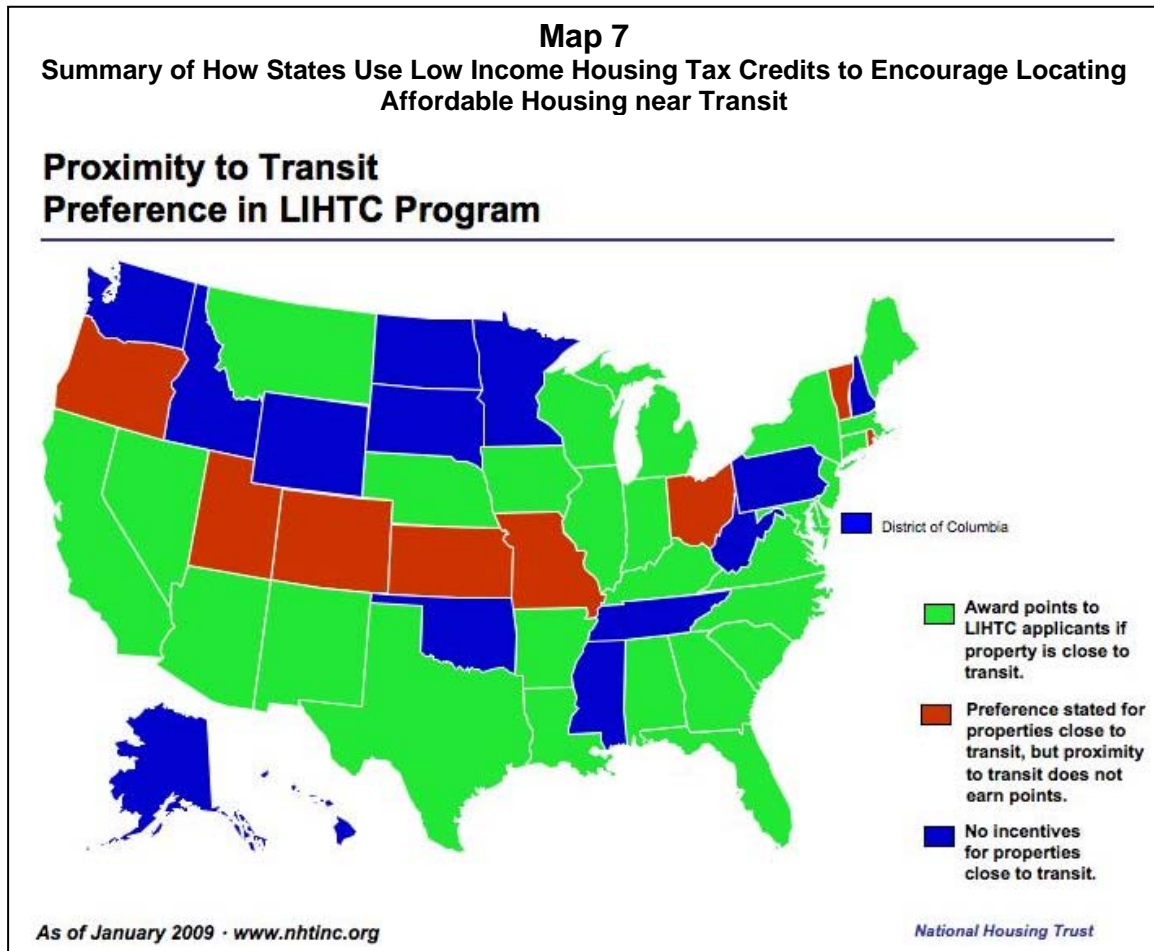 Map 7
Summary of How States Use Low Income Housing Tax Credits to Encourage Locating
Affordable Housing near Transit
Proximity to Transit
Preference in LIHTC Program
District of Columbia
Award points to
LIHTC applicants if
property is close to
transit.
Preference stated for
properties close to
transit, but proximity
to transit does not
earn points.
No incentives
for properties
close to transit.
As of January 2009 · www.nhtinc.org
National Housing Trust